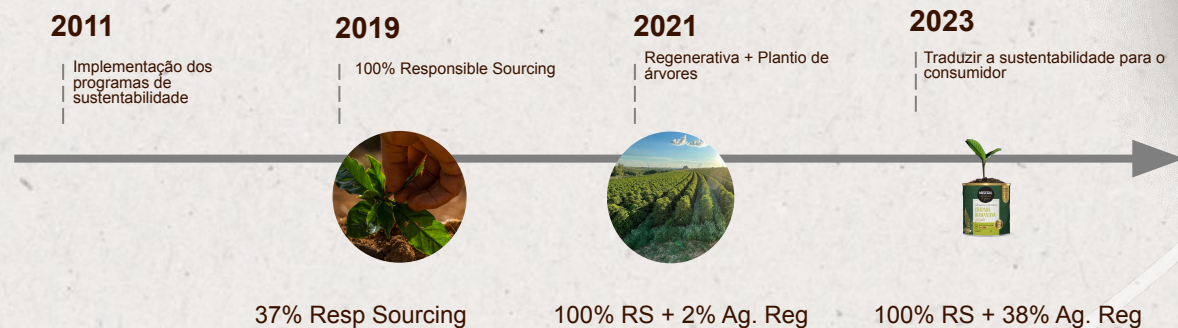 2011
Implementação dos
programas de
sustentabilidade
2019
100% Responsible Sourcing
2021
Regenerativa + Plantio de
árvores
2023
Traduzir a sustentabilidade para o
consumidor
37% Resp Sourcing
100% RS + 2% Ag. Reg
100% RS + 38% Ag. Reg